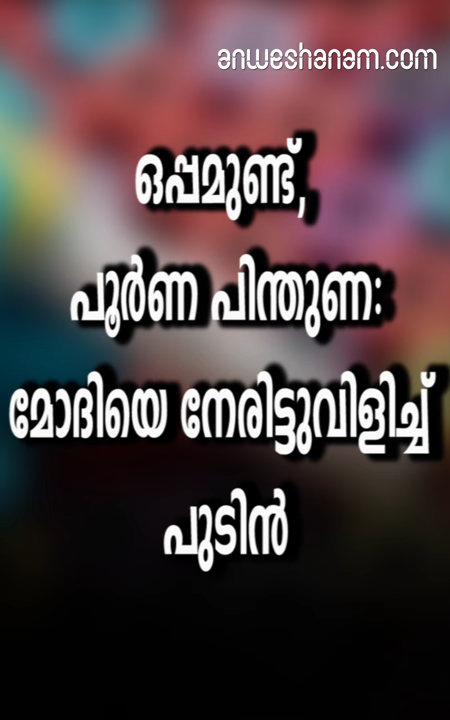 anweshanam.com
ഒപ്പമുണ്ട്,
പൂർണ പിന്തുണ:
മോദിയെ നേരിട്ടുവിളിച്ച്
പുടിൻ